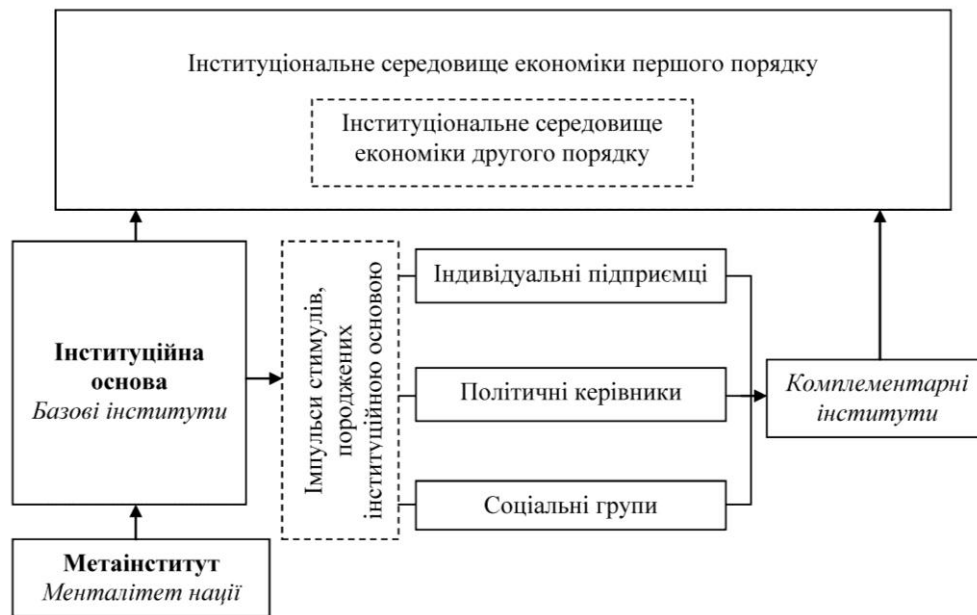 Інституціональне середовище економіки першого порядку
Інституціональне середовище
економіки другого порядку
Інституційна
основа
Базові інститути
Імпульси стимулів,
породжених
інституційною основою
Індивідуальні підприємці
Політичні керівники
Соціальні групи
Комплементарні
інститути
Метаінститут
Менталітет нації